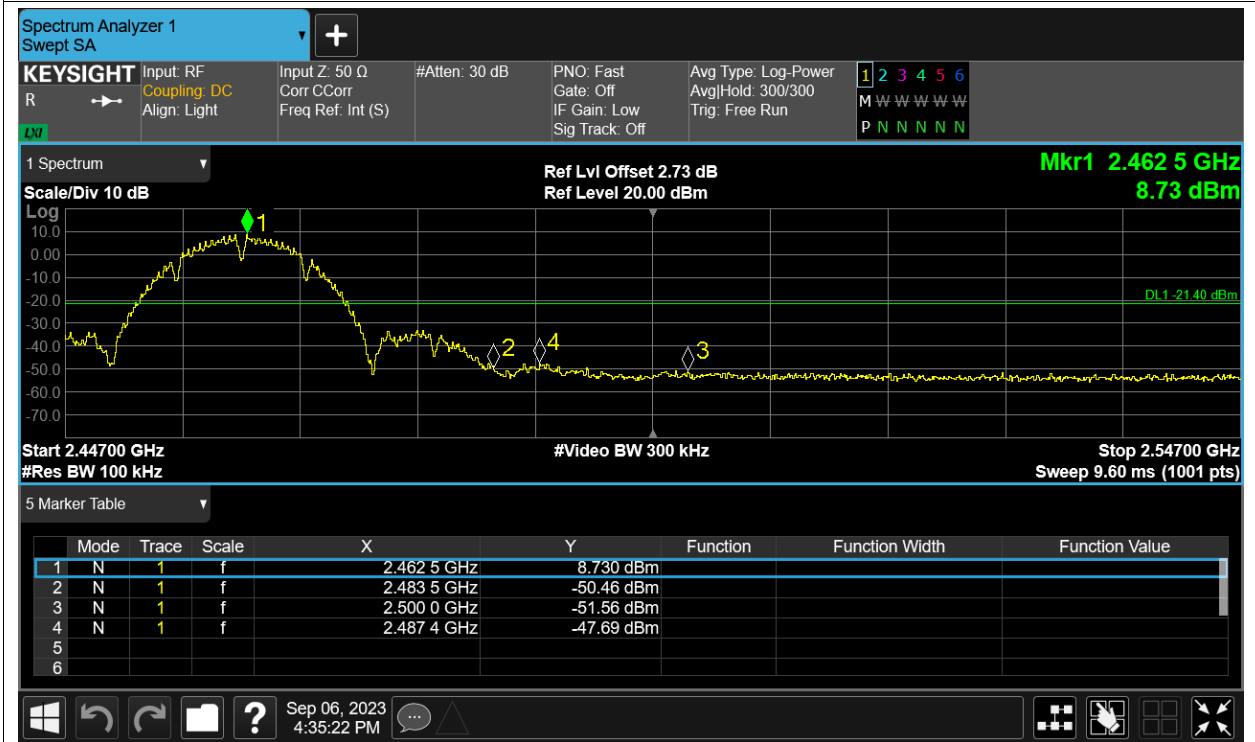 Spectrum Analyzer 1
Swept SA
+
KEYSIGHT
R
LXI
Input: RF
Coupling: DC
Align: Light
Input Z: 50 Ω
Corr CCorr
Freq Ref: Int (S)
#Atten: 30 dB
PNO: Fast
Gate: Off
IF Gain: Low
Sig Track: Off
Avg Type: Log-Power
Avg|Hold: 300/300
Trig: Free Run
1 2 3 4 5 6
M W W W W W
P N N N N N
1 Spectrum
Scale/Div 10 dB
Ref Lvl Offset 2.73 dB
Ref Level 20.00 dBm
Mkr1 2.462 5 GHz
8.73 dBm
Log
10.0
0.00
-10.0
-20.0
-30.0
-40.0
-50.0
-60.0
-70.0
1
2
4
3
DL1 -21.40 dBm
Start 2.44700 GHz
#Res BW 100 kHz
#Video BW 300 kHz
Stop 2.54700 GHz
Sweep 9.60 ms (1001 pts)
5 Marker Table
Mode Trace Scale X Y Function Function Width Function Value
1 N 1 f 2.462 5 GHz 8.730 dBm
2 N 1 f 2.483 5 GHz -50.46 dBm
3 N 1 f 2.500 0 GHz -51.56 dBm
4 N 1 f 2.487 4 GHz -47.69 dBm
5
6
?
Sep 06, 2023
4:35:22 PM